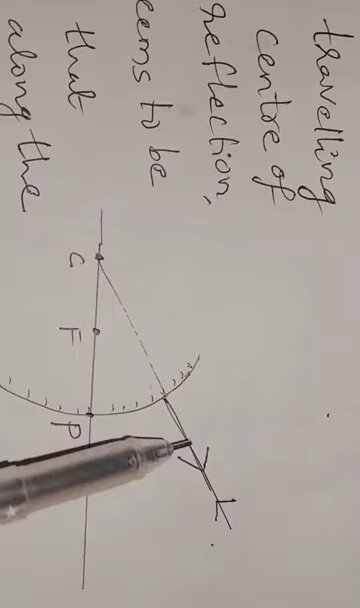 travelling
centre of
reflection,
eems to be
that
along the
C
F
P